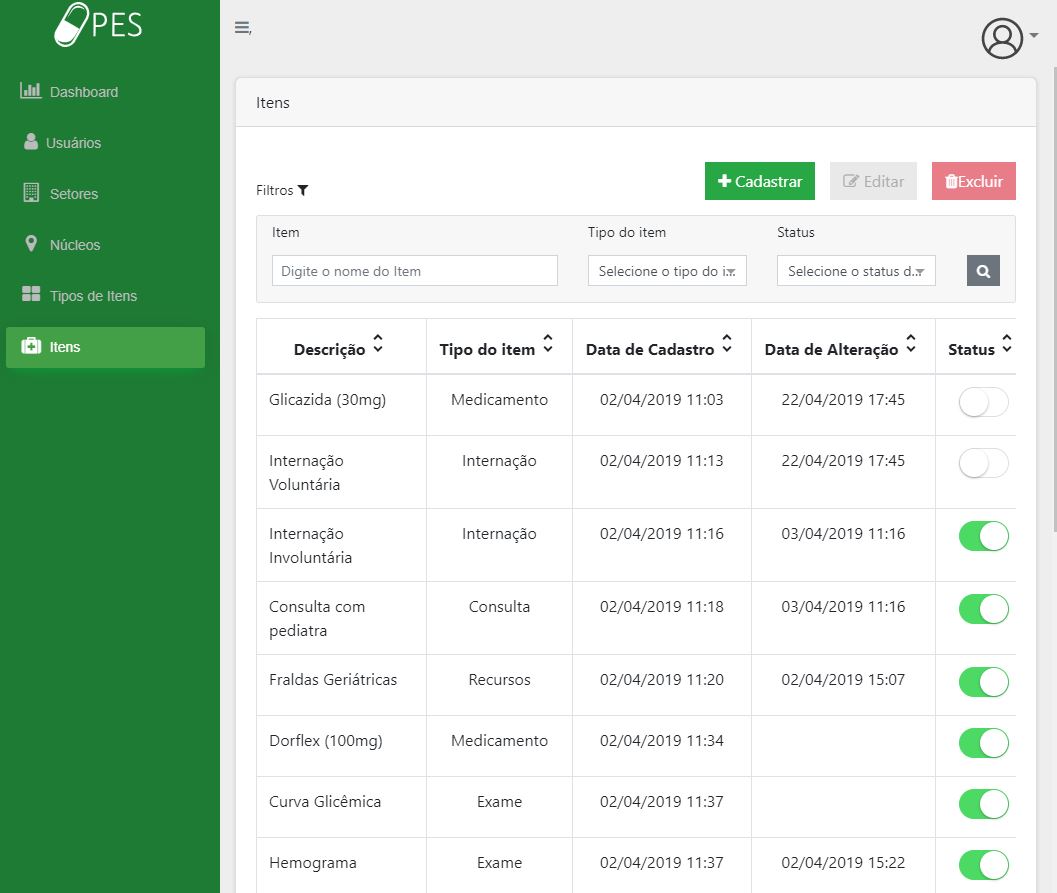 PES
Dashboard
Usuários
Setores
Núcleos
Tipos de Itens
Itens
Itens
Filtros
Cadastrar
Editar
Excluir
Item
Tipo do item
Status
Digite o nome do Item
Selecione o tipo do i...
Selecione o status d...
Descrição Tipo do item Data de Cadastro Data de Alteração Status
Glicazida (30mg) Medicamento 02/04/2019 11:03 22/04/2019 17:45
Internação Internação 02/04/2019 11:13 22/04/2019 17:45
Voluntária
Internação Internação 02/04/2019 11:16 03/04/2019 11:16
Involuntária
Consulta com Consulta 02/04/2019 11:18 03/04/2019 11:16
pediatra
Fraldas Geriátricas Recursos 02/04/2019 11:20 02/04/2019 15:07
Dorflex (100mg) Medicamento 02/04/2019 11:34
Curva Glicêmica Exame 02/04/2019 11:37
Hemograma Exame 02/04/2019 11:37 02/04/2019 15:22